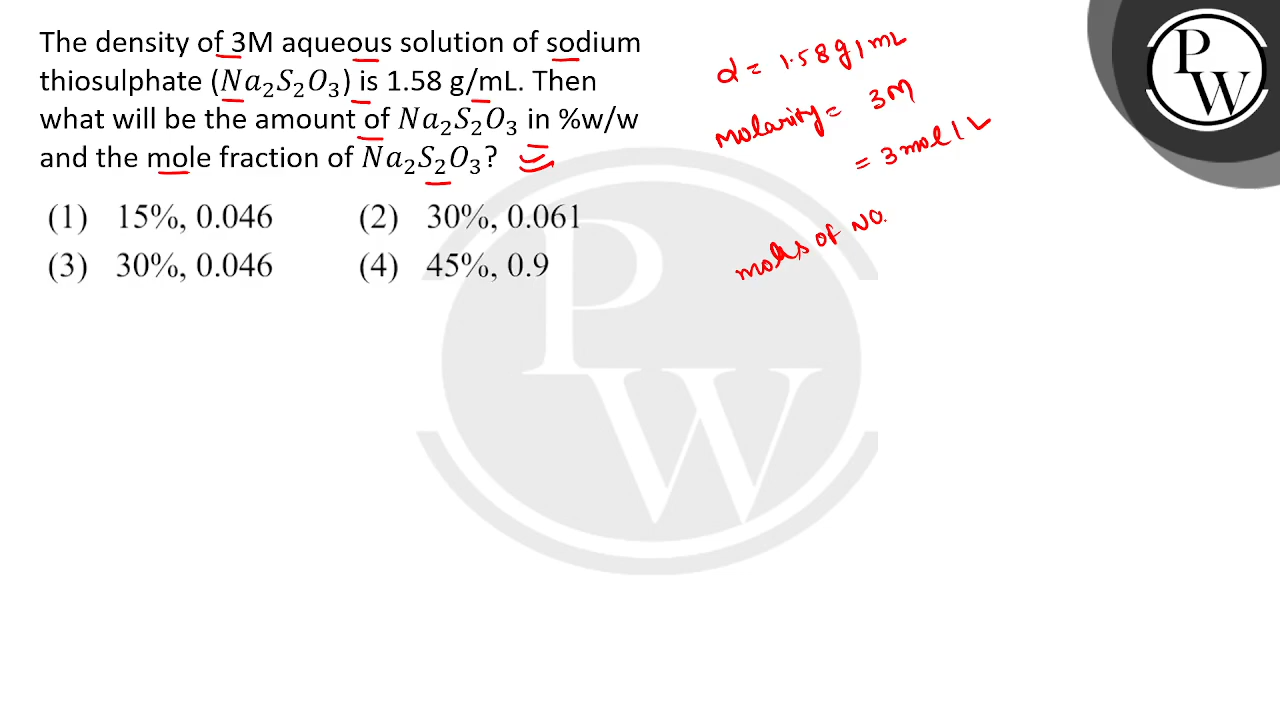 The density of 3M aqueous solution of sodium
thiosulphate (Na₂S₂O₃) is 1.58 g/mL. Then
what will be the amount of Na₂S₂O₃ in %w/w
and the mole fraction of Na₂S₂O₃?
(1) 15%, 0.046 (2) 30%, 0.061
(3) 30%, 0.046 (4) 45%, 0.9
d = 1.58 g/mL
molarity = 3M
= 3 mol/L
moles of Na
P
W
P
W